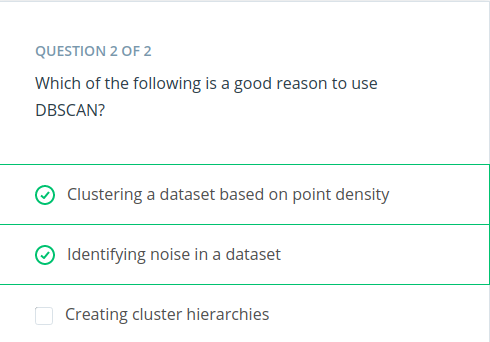 QUESTION 2 OF 2
Which of the following is a good reason to use
DBSCAN?
Clustering a dataset based on point density
Identifying noise in a dataset
Creating cluster hierarchies